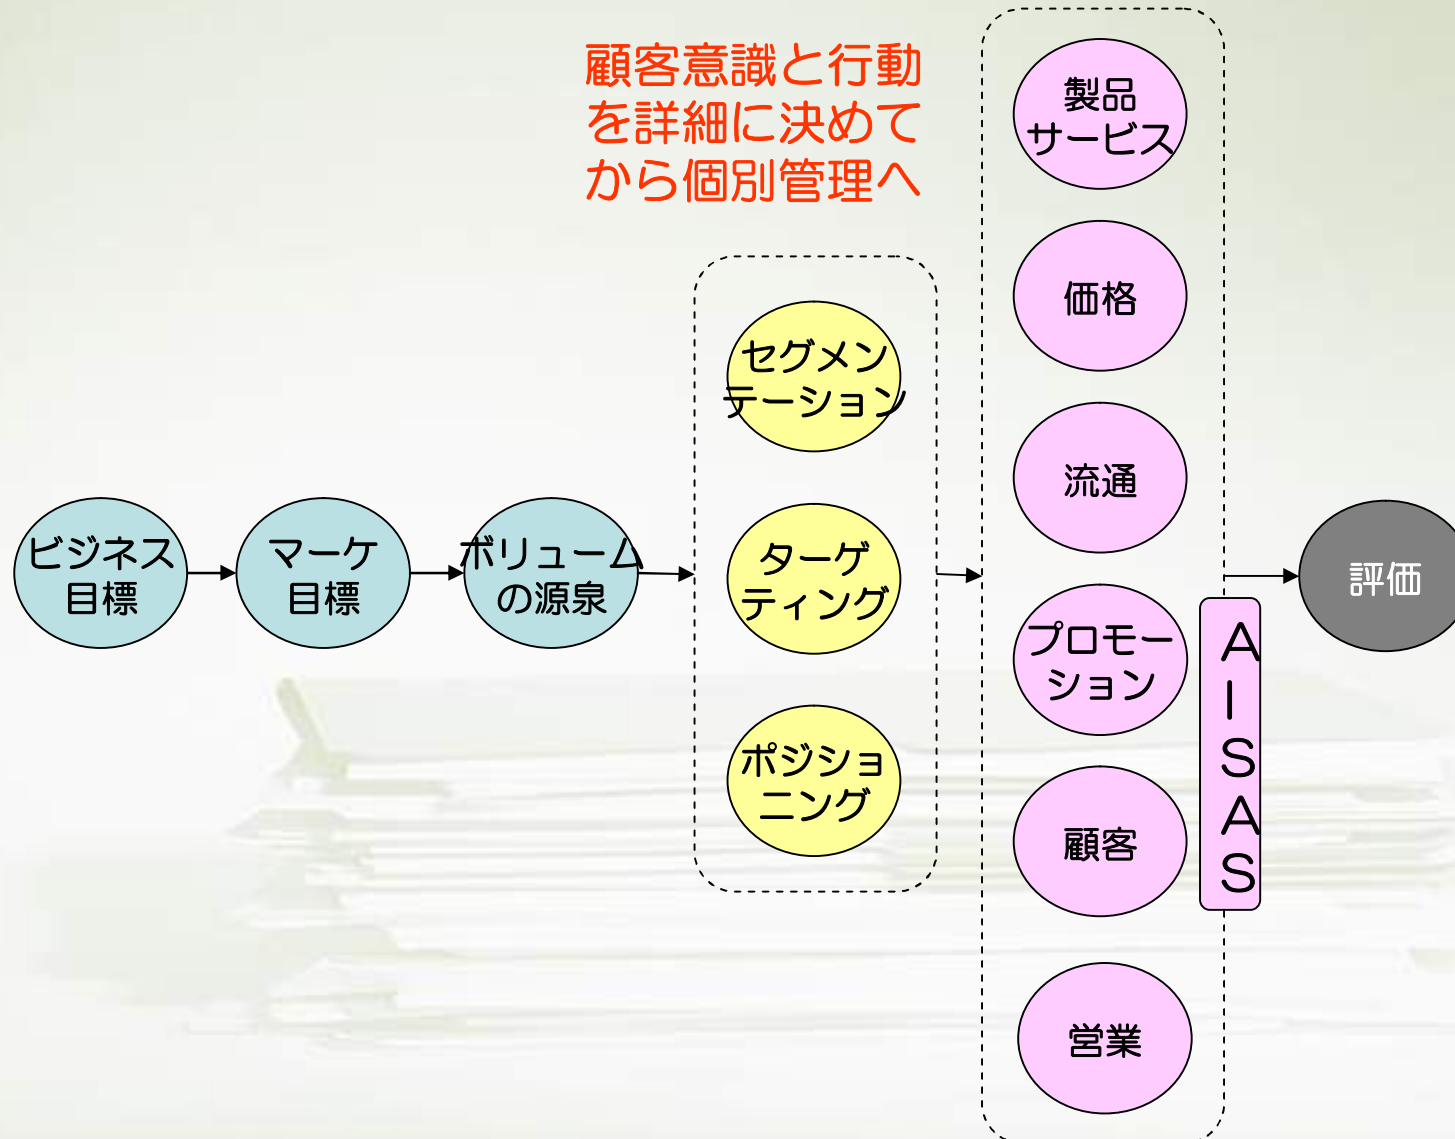 顧客意識と行動
を詳細に決めて
から個別管理へ
ビジネス
目標
マーケ
目標
ボリューム
の源泉
セグメン
テーション
ターゲ
ティング
ポジショ
ニング
製品
サービス
価格
流通
プロモー
ション
顧客
営業
ＡＩＳＡＳ
評価